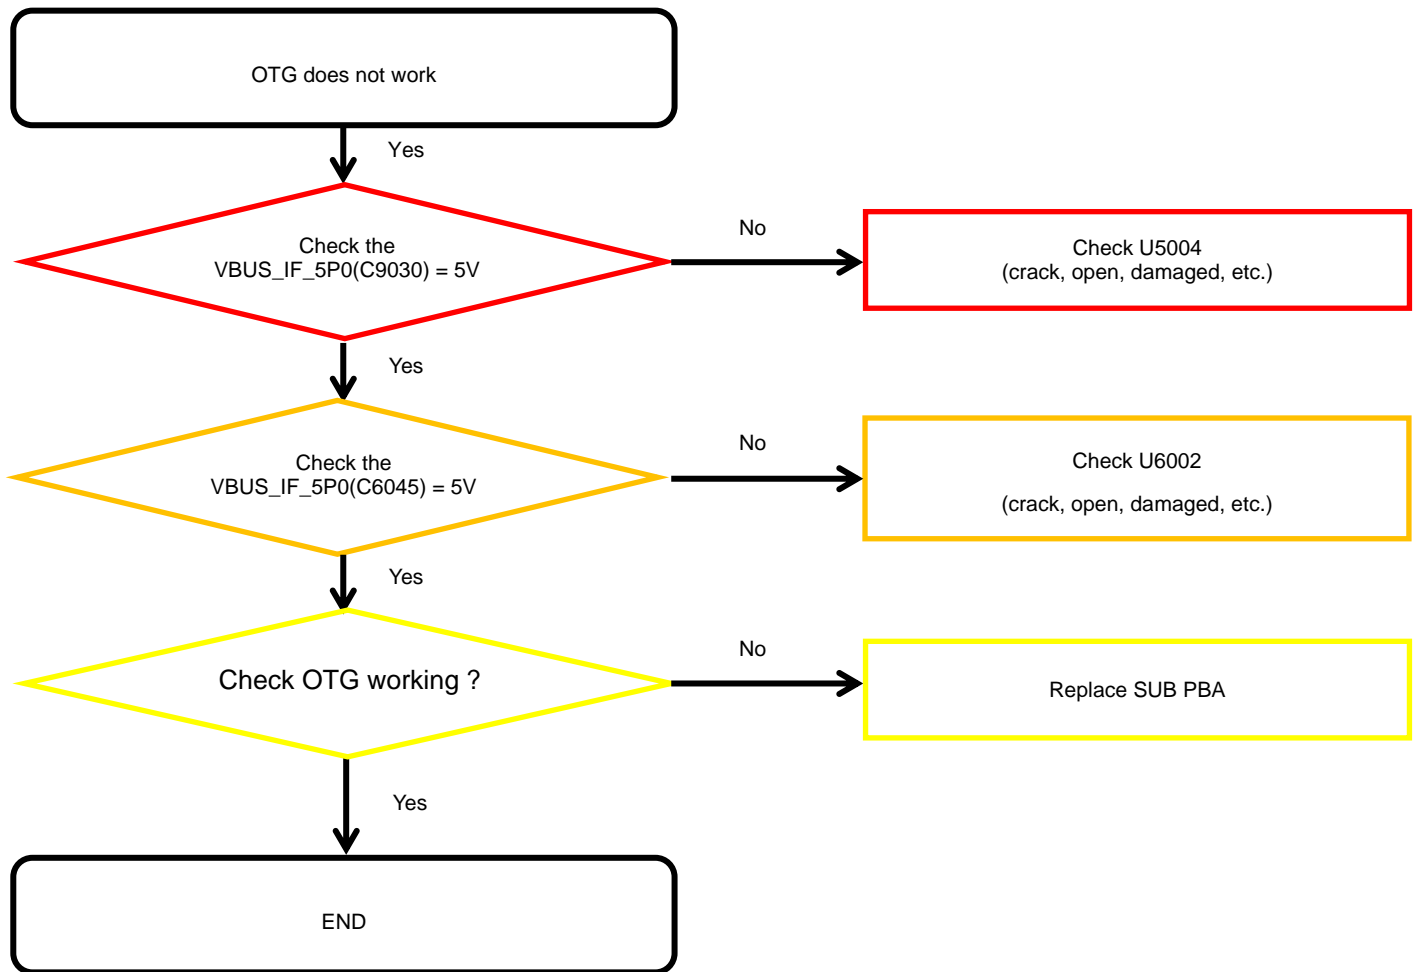 OTG does not work
Yes
Check the
VBUS_IF_5P0(C9030) = 5V
No
Check U5004
(crack, open, damaged, etc.)
Yes
Check the
VBUS_IF_5P0(C6045) = 5V
No
Check U6002
(crack, open, damaged, etc.)
Yes
Check OTG working ?
No
Replace SUB PBA
Yes
END